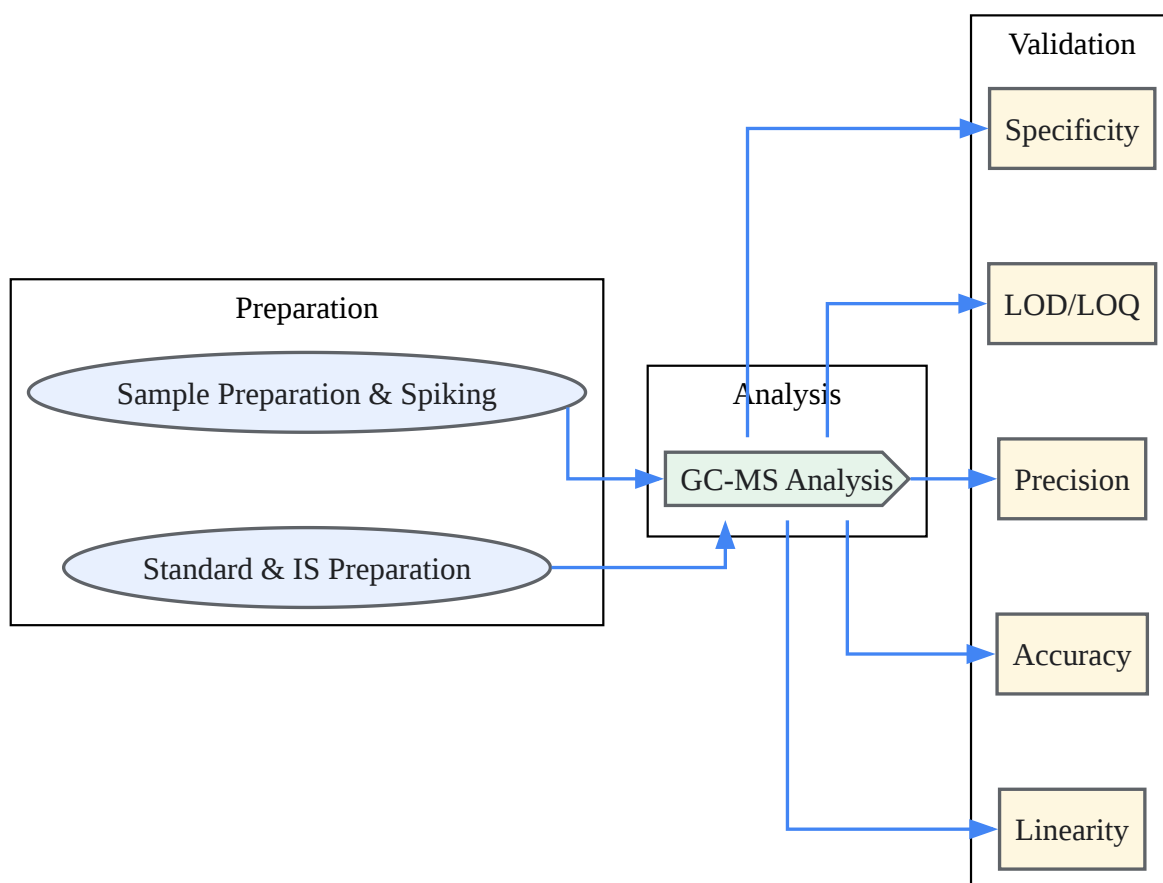 Preparation
Sample Preparation & Spiking
Standard & IS Preparation
Analysis
GC-MS Analysis
Validation
Specificity
LOD/LOQ
Precision
Accuracy
Linearity